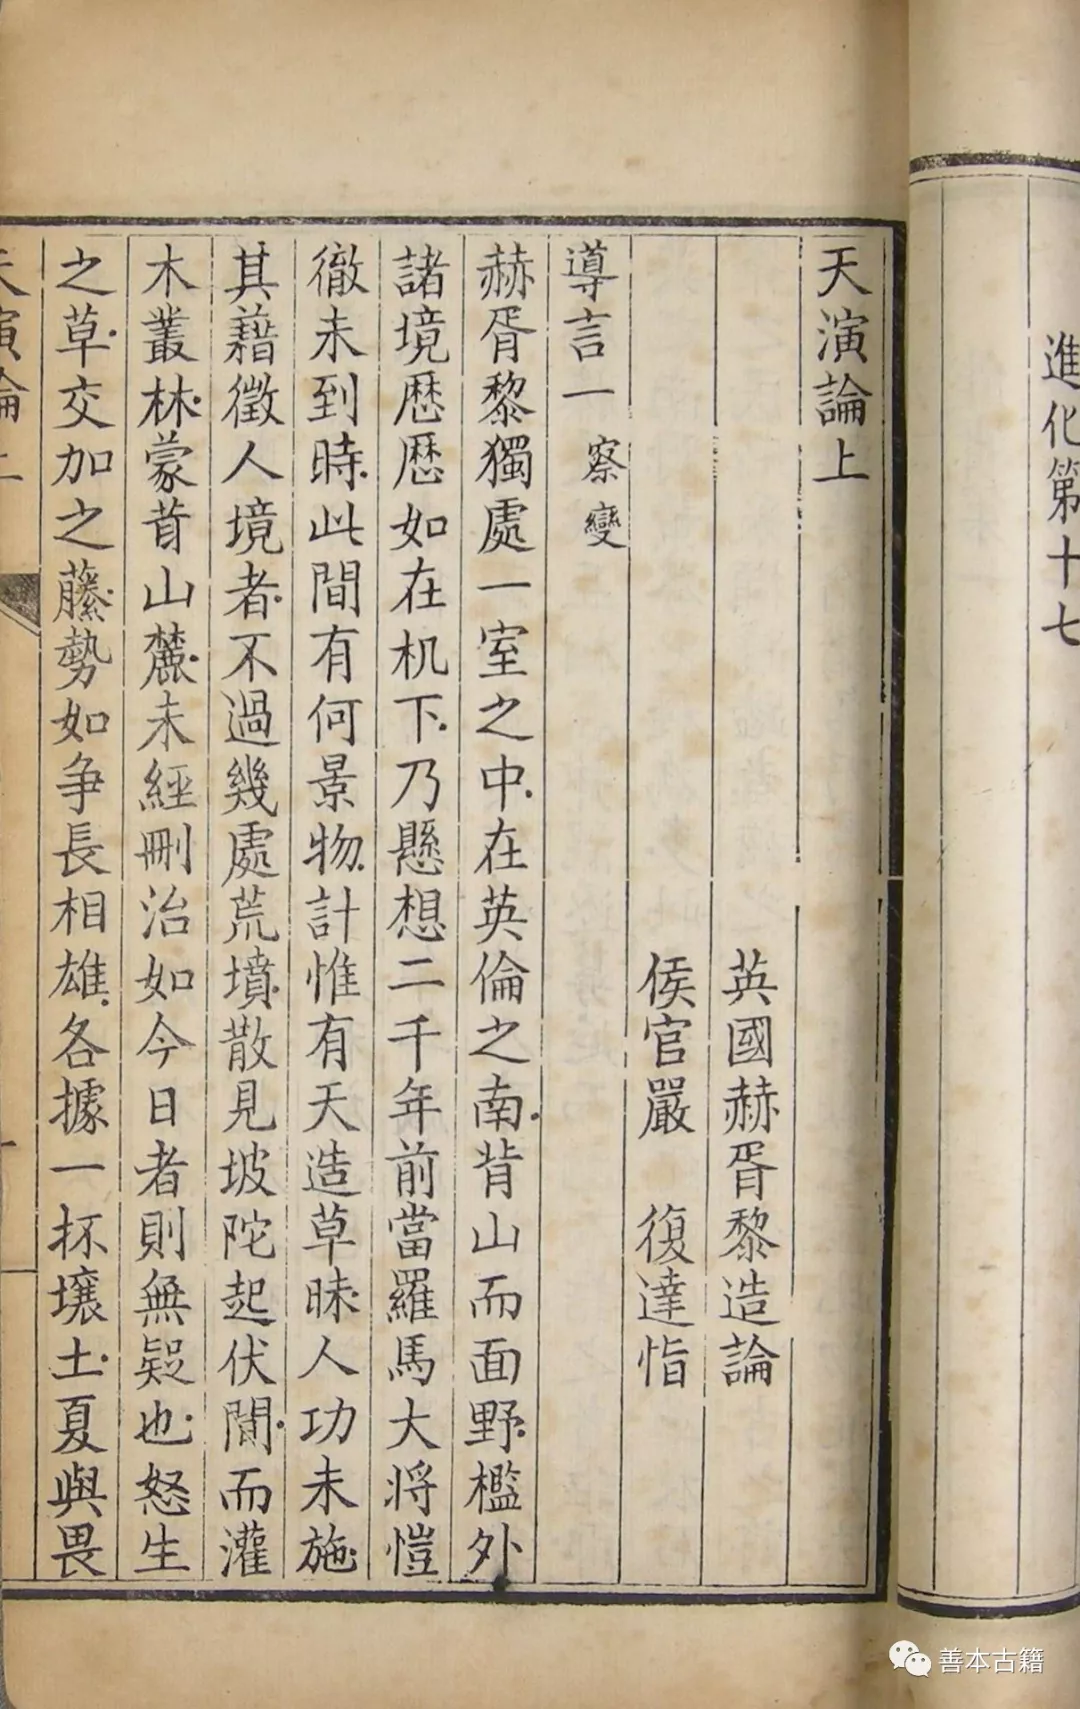 進化第十七
天演論上
英國赫胥黎造論
侯官嚴　復達恉
導言一　察變
赫胥黎獨處一室之中.在英倫之南.背山而面野.檻外
諸境歷歷如在机下.乃懸想二千年前當羅馬大將愷
徹未到時.此間有何景物.計惟有天造草昧.人功未施.
其藉徵人境者.不過幾處荒墳.散見坡陀起伏間.而灌
木叢林.蒙茸山麓.未經刪治如今日者則無疑也.怒生
之草.交加之藤.勢如爭長相雄.各據一抔壤土.夏與畏
天演論上
善本古籍